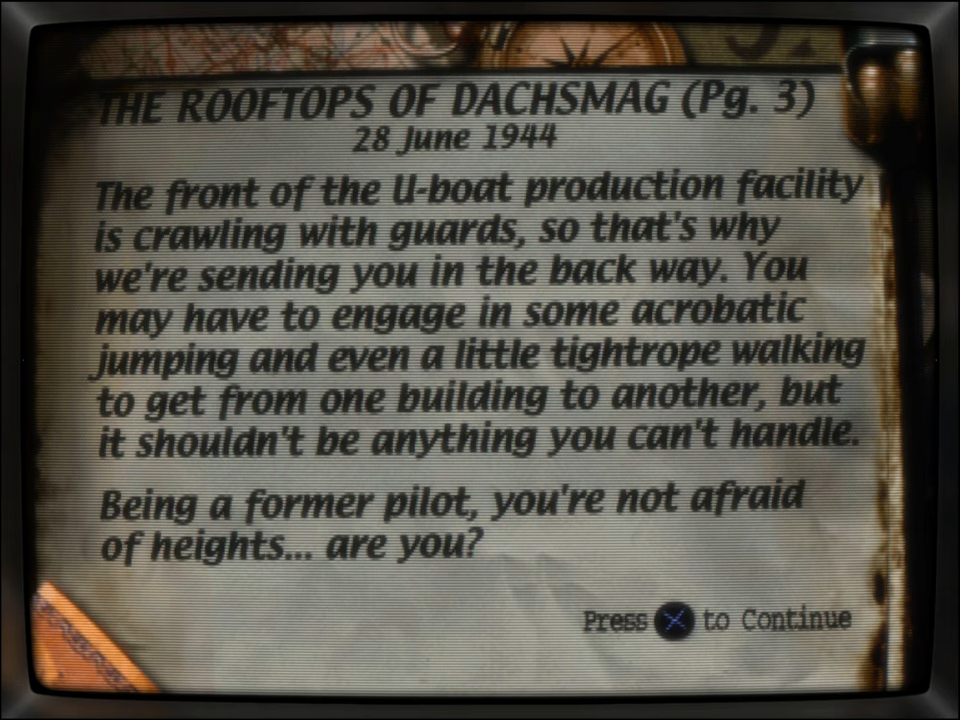 THE ROOFTOPS OF DACHSMAG (Pg. 3)
28 June 1944
The front of the U-boat production facility
is crawling with guards, so that's why
we're sending you in the back way. You
may have to engage in some acrobatic
jumping and even a little tightrope walking
to get from one building to another, but
it shouldn't be anything you can't handle.
Being a former pilot, you're not afraid
of heights... are you?
Press X to Continue